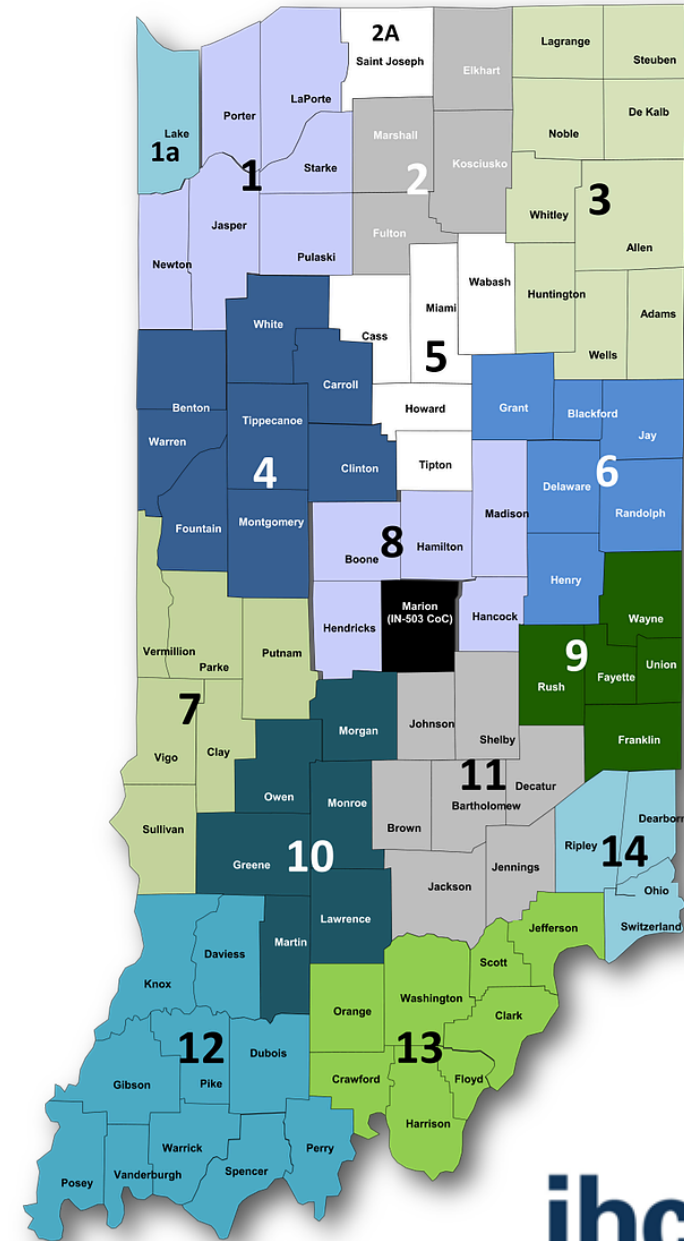 2A
Saint Joseph
Lagrange
Steuben
Elkhart
LaPorte
Porter
De Kalb
Lake
1a
Marshall
Noble
Kosciusko
Starke
1
2
3
Whitley
Jasper
Fulton
Allen
Pulaski
Newton
Wabash
Huntington
Miami
Adams
White
Cass
5
Wells
Carroll
Benton
Howard
Grant
Blackford
Tippecanoe
Jay
Warren
4
Clinton
Tipton
6
Delaware
Madison
Randolph
Montgomery
Fountain
8
Hamilton
Boone
Henry
Marion
(IN-503 CoC)
Hancock
Wayne
Hendricks
Vermillion
Putnam
Parke
9
Union
Fayette
Rush
7
Morgan
Johnson
Shelby
Franklin
Vigo
Clay
11
Decatur
Owen
Monroe
Bartholomew
Brown
Dearborn
Sullivan
Ripley
14
Greene
10
Jennings
Jackson
Ohio
Lawrence
Switzerland
Jefferson
Martin
Daviess
Scott
Knox
Washington
Orange
Clark
12
Dubois
13
Gibson
Pike
Crawford
Floyd
Harrison
Warrick
Perry
Posey
Vanderburgh
Spencer
ihc